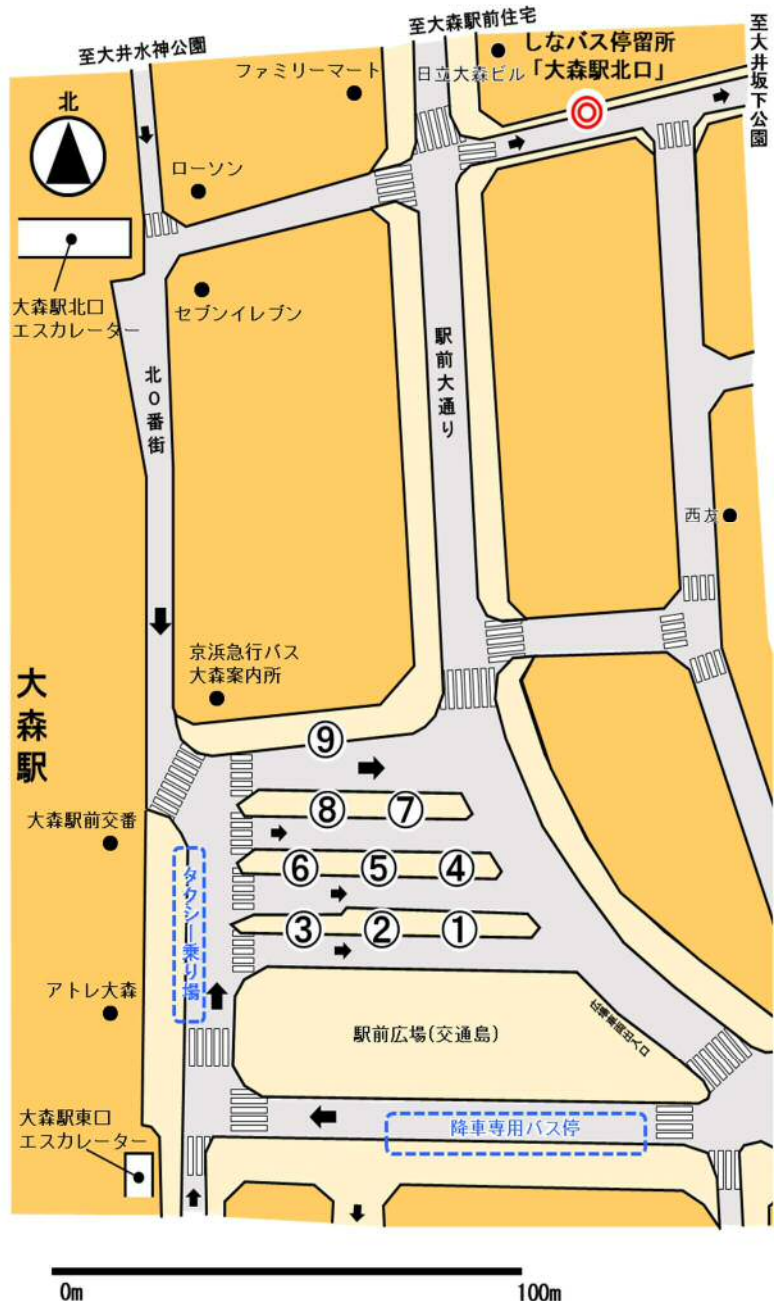 至大井水神公園
至大森駅前住宅
至大井坂下公園
しなバス停留所
「大森駅北口」
日立大森ビル
ファミリーマート
北
ローソン
大森駅北口
エスカレーター
セブンイレブン
北0番街
駅前大通り
西友
京浜急行バス
大森案内所
大森駅
⑨
⑧
⑦
大森駅前交番
⑥
⑤
④
タクシー乗り場
③
②
①
アトレ大森
駅前広場(交通島)
広場車両出入口
大森駅東口
エスカレーター
降車専用バス停
0m
100m